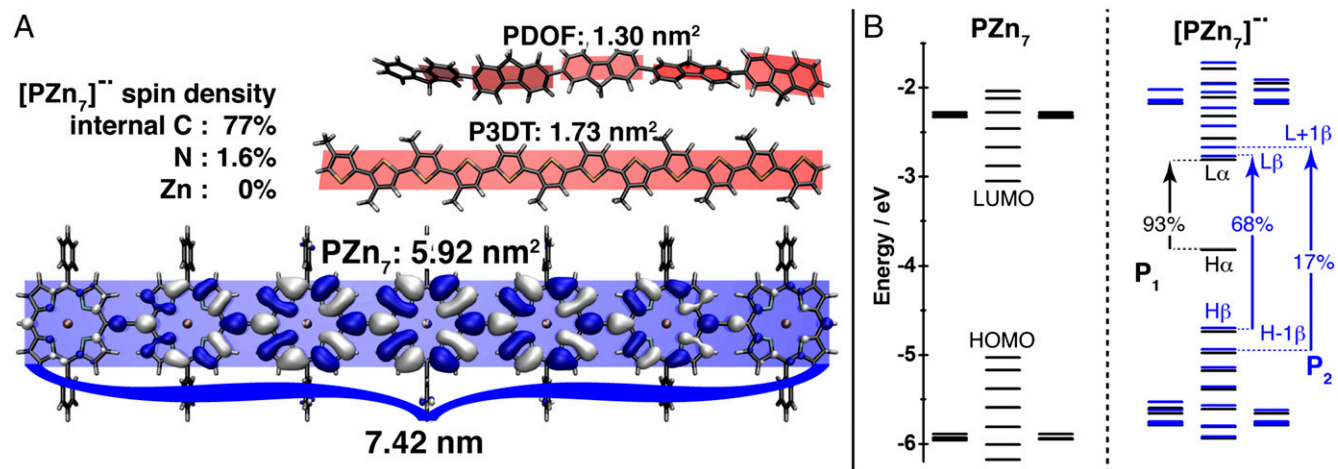 A
PDOF: 1.30 nm²
[PZn₇]⁻· spin density
internal C : 77%
N : 1.6%
Zn : 0%
P3DT: 1.73 nm²
PZn₇: 5.92 nm²
7.42 nm
B
PZn₇
[PZn₇]⁻·
Energy / eV
-2
-3
-4
-5
-6
LUMO
HOMO
L+1β
Lβ
Lα
93%
68%
17%
Hα
P₁
Hβ
H-1β
P₂